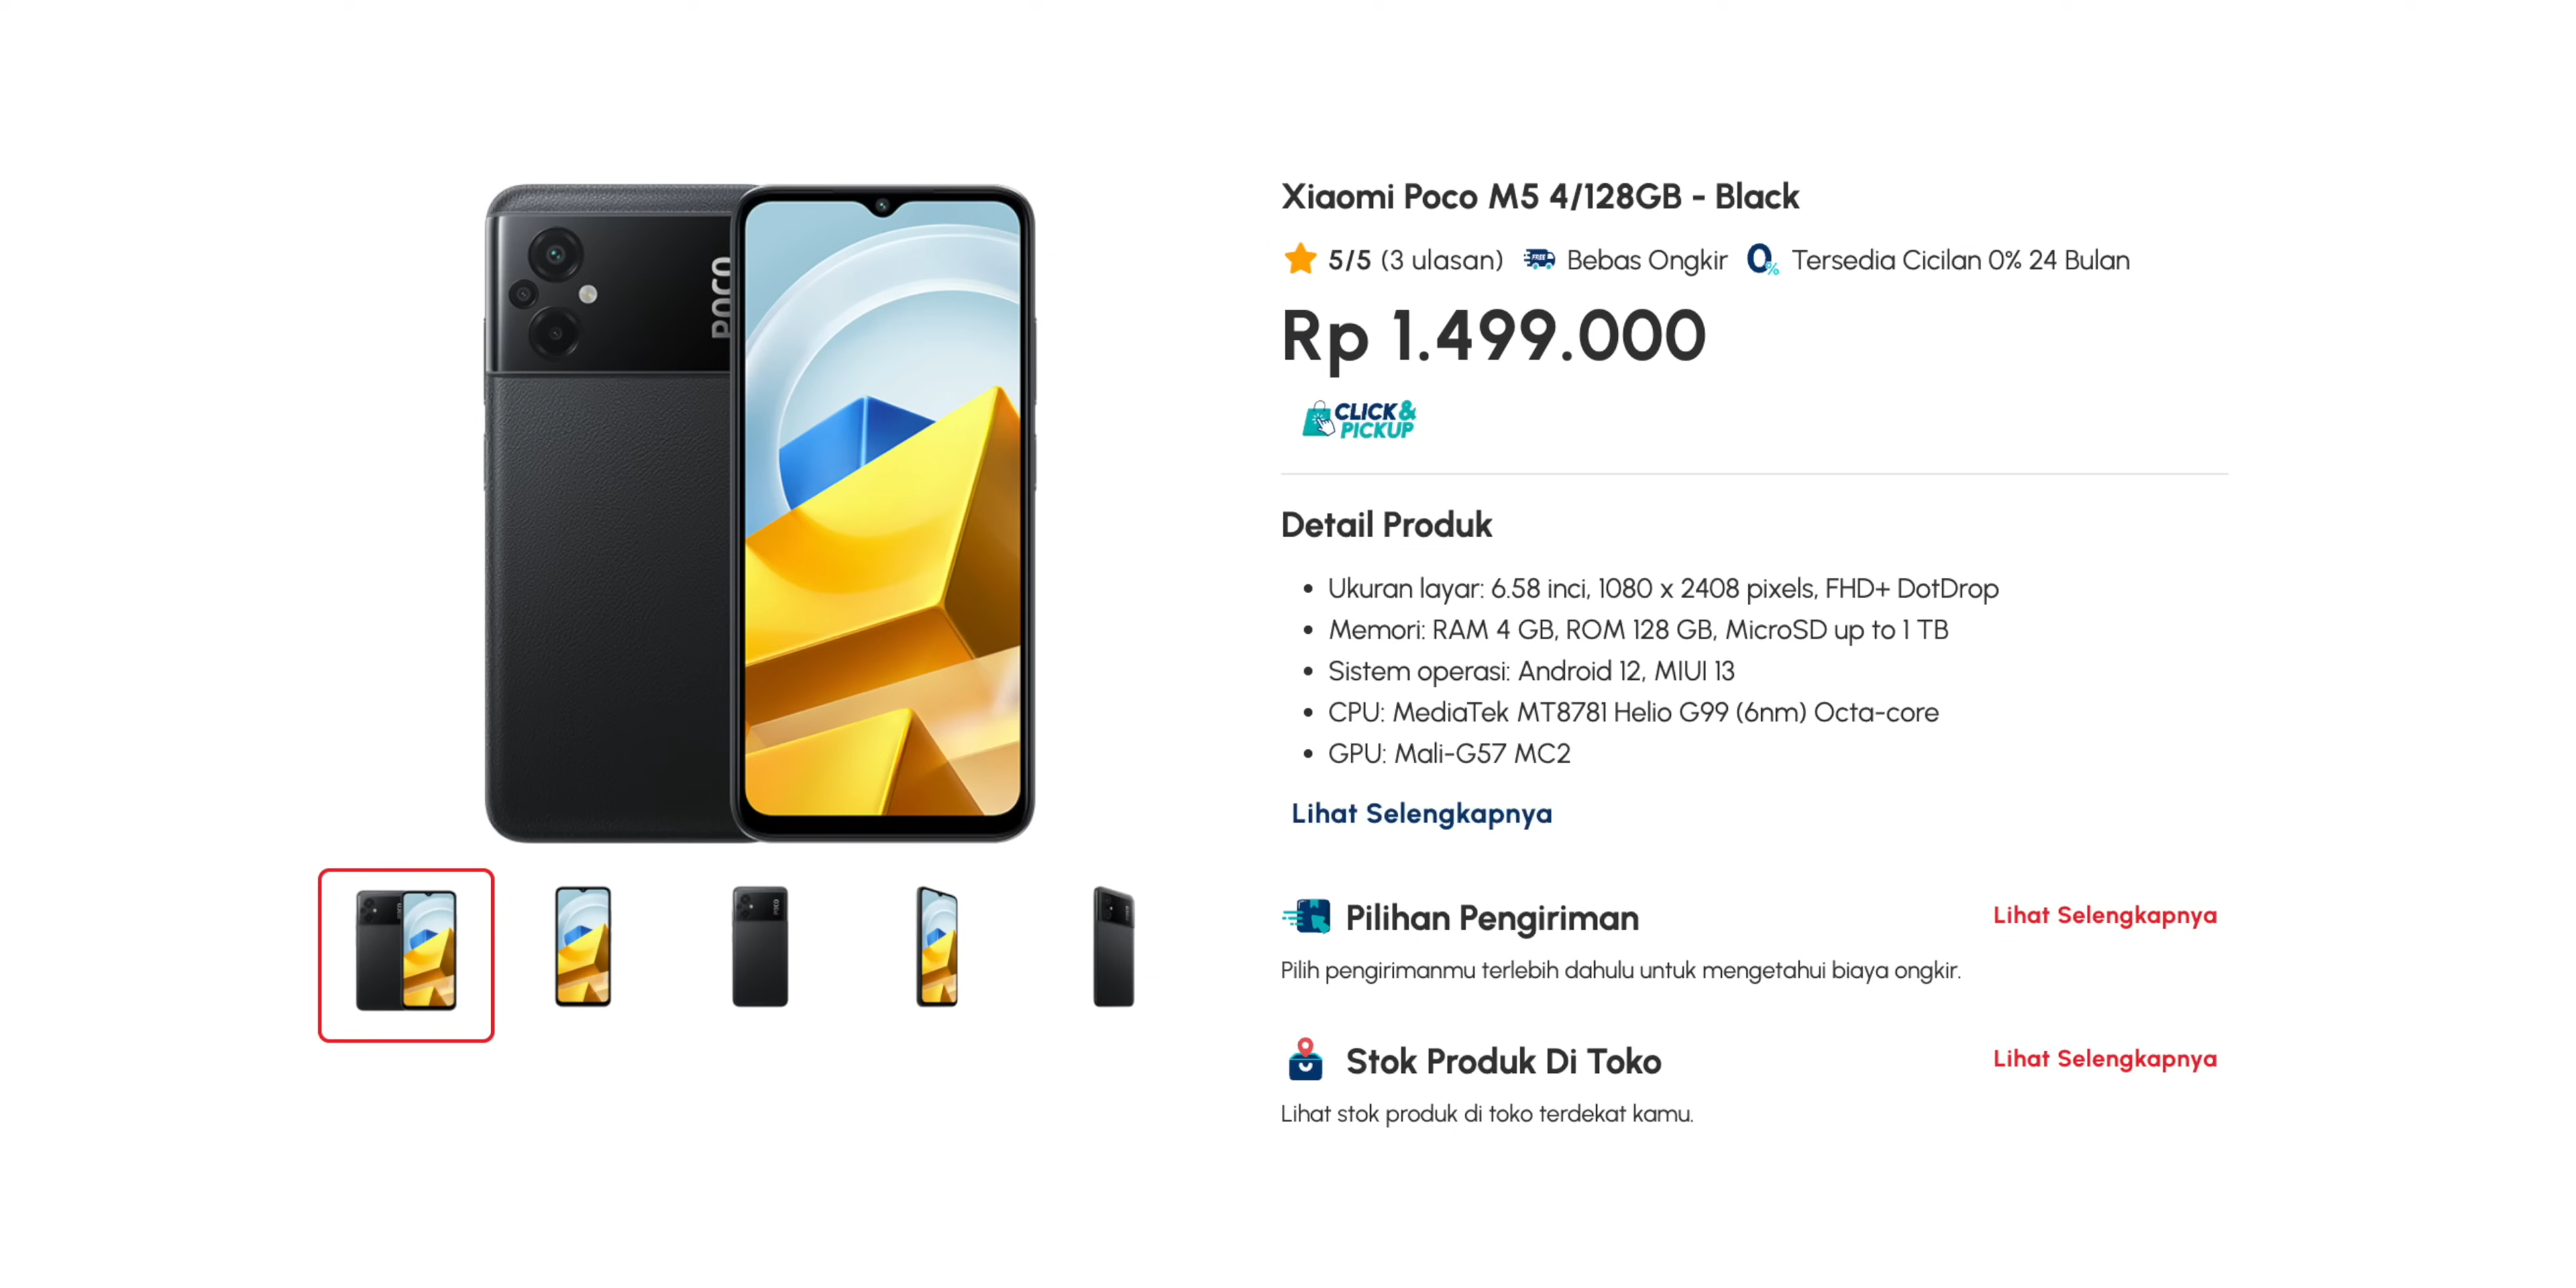 POCO
Xiaomi Poco M5 4/128GB - Black
5/5 (3 ulasan) FREE Bebas Ongkir 0% Tersedia Cicilan 0% 24 Bulan
Rp 1.499.000
CLICK &
PICKUP
Detail Produk
• Ukuran layar: 6.58 inci, 1080 x 2408 pixels, FHD+ DotDrop
• Memori: RAM 4 GB, ROM 128 GB, MicroSD up to 1 TB
• Sistem operasi: Android 12, MIUI 13
• CPU: MediaTek MT8781 Helio G99 (6nm) Octa-core
• GPU: Mali-G57 MC2
Lihat Selengkapnya
Pilihan Pengiriman Lihat Selengkapnya
Pilih pengirimanmu terlebih dahulu untuk mengetahui biaya ongkir.
Stok Produk Di Toko Lihat Selengkapnya
Lihat stok produk di toko terdekat kamu.